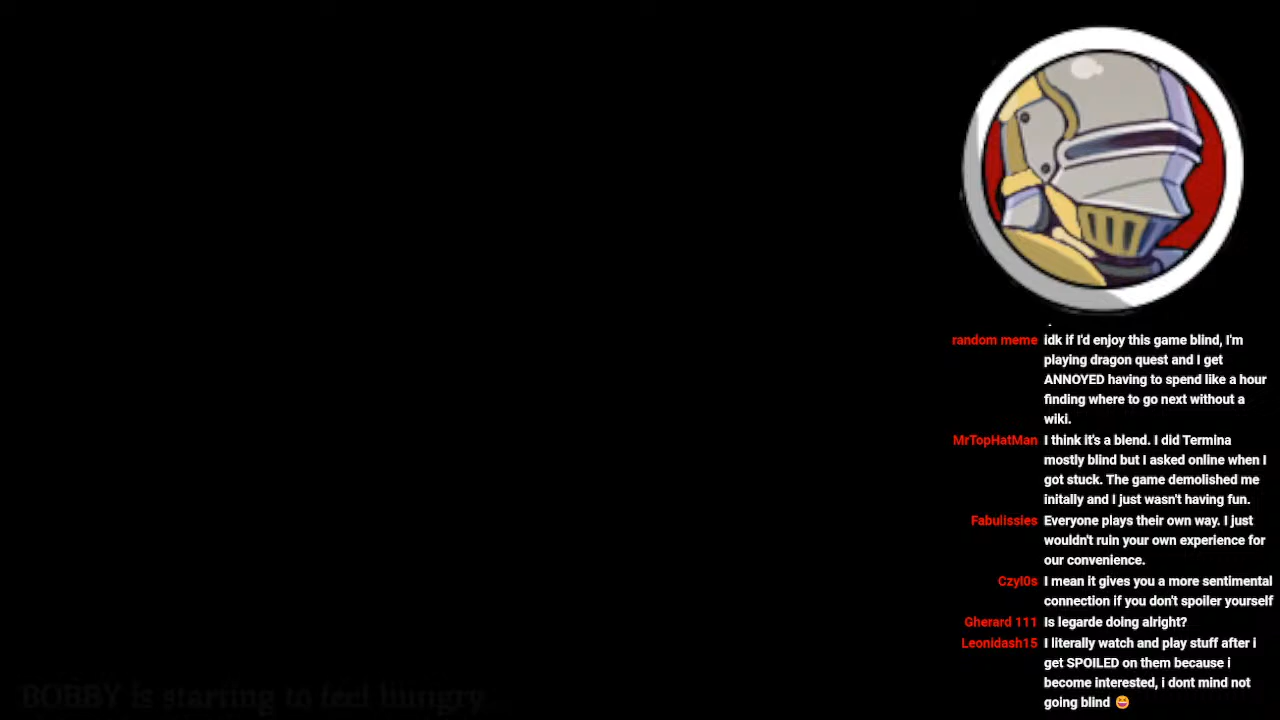 random meme idk if I'd enjoy this game blind, I'm
playing dragon quest and I get
ANNOYED having to spend like a hour
finding where to go next without a
wiki.
MrTopHatMan I think it's a blend. I did Termina
mostly blind but I asked online when I
got stuck. The game demolished me
initally and I just wasn't having fun.
Fabulissies Everyone plays their own way. I just
wouldn't ruin your own experience for
our convenience.
Czyl0s I mean it gives you a more sentimental
connection if you don't spoiler yourself
Gherard 111 Is legarde doing alright?
Leonidash15 I literally watch and play stuff after i
get SPOILED on them because i
become interested, i dont mind not
going blind 😆
BOBBY is starting to feel hungry.